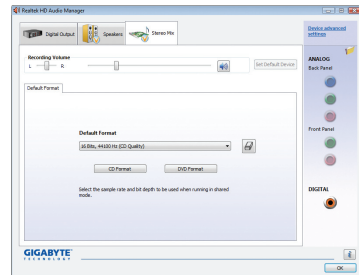 Realtek HD Audio Manager
Digital Output
Speakers
Stereo Mix
Device advanced settings
Recording Volume
L
R
Set Default Device
ANALOG
Back Panel
Default Format
Default Format
16 Bits, 44100 Hz (CD Quality)
CD Format
DVD Format
Select the sample rate and bit depth to be used when running in shared
mode.
Front Panel
DIGITAL
GIGABYTE
TECHNOLOGY
i
OK